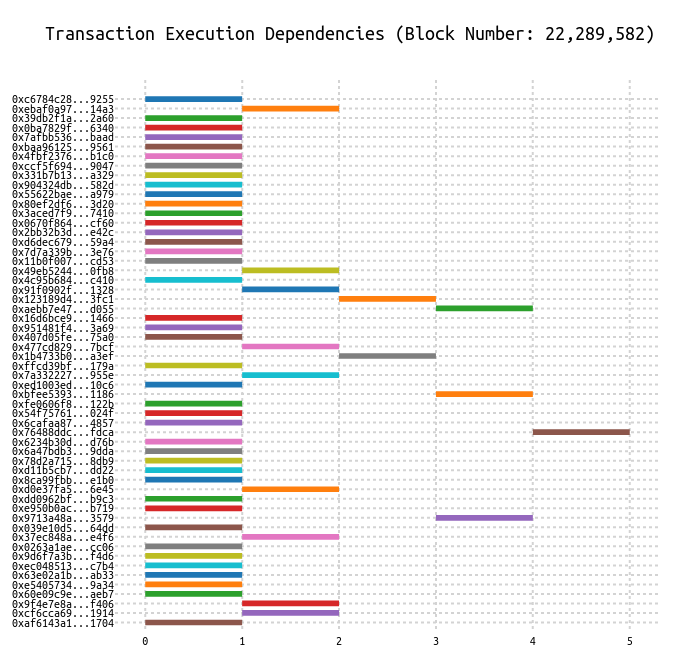 Transaction Execution Dependencies (Block Number: 22,289,582)
0xc6784c28...9255
0xebaf0a97...14a3
0x39db2f1a...2a60
0x0ba7829f...6340
0x7afbb536...baad
0xbaa96125...9561
0x4fbf2376...b1c0
0xccf5f694...9047
0x331b7b13...a329
0x904324db...582d
0x55622bae...a979
0x80ef2df6...3d20
0x3aced7f9...7410
0x0670f864...cf60
0x2bb32b3d...e42c
0xd6dec679...59a4
0x7d7a339b...3e76
0x11b0f007...cd53
0x49eb5244...0fb8
0x4c95b684...c410
0x91f0902f...1328
0x123189d4...3fc1
0xaebb7e47...d055
0x16d6bce9...1466
0x951481f4...3a69
0x407d05fe...75a0
0x477cd829...7bcf
0x1b4733b0...a3ef
0xffcd39bf...179a
0x7a332227...955e
0xed1003ed...10c6
0xbfee5393...1186
0xfe0606f8...122b
0x54f75761...024f
0x6cafaa87...4857
0x76488ddc...fdca
0x6234b30d...d76b
0x6a47bdb3...9dda
0x78d2a715...8db9
0xd11b5cb7...dd22
0x8ca99fbb...e1b0
0xd0e37fa5...6e45
0xdd0962bf...b9c3
0xe950b0ac...b719
0x9713a48a...3579
0x039e10d5...64dd
0x37ec848a...e4f6
0x0263a1ae...cc06
0x9d6f7a3b...f4d6
0xec048513...c7b4
0x63e02a1b...ab33
0xe5405734...9a34
0x60e09c9e...aeb7
0x9f4e7e8a...f406
0xcf6cca69...1914
0xaf6143a1...1704
0 1 2 3 4 5